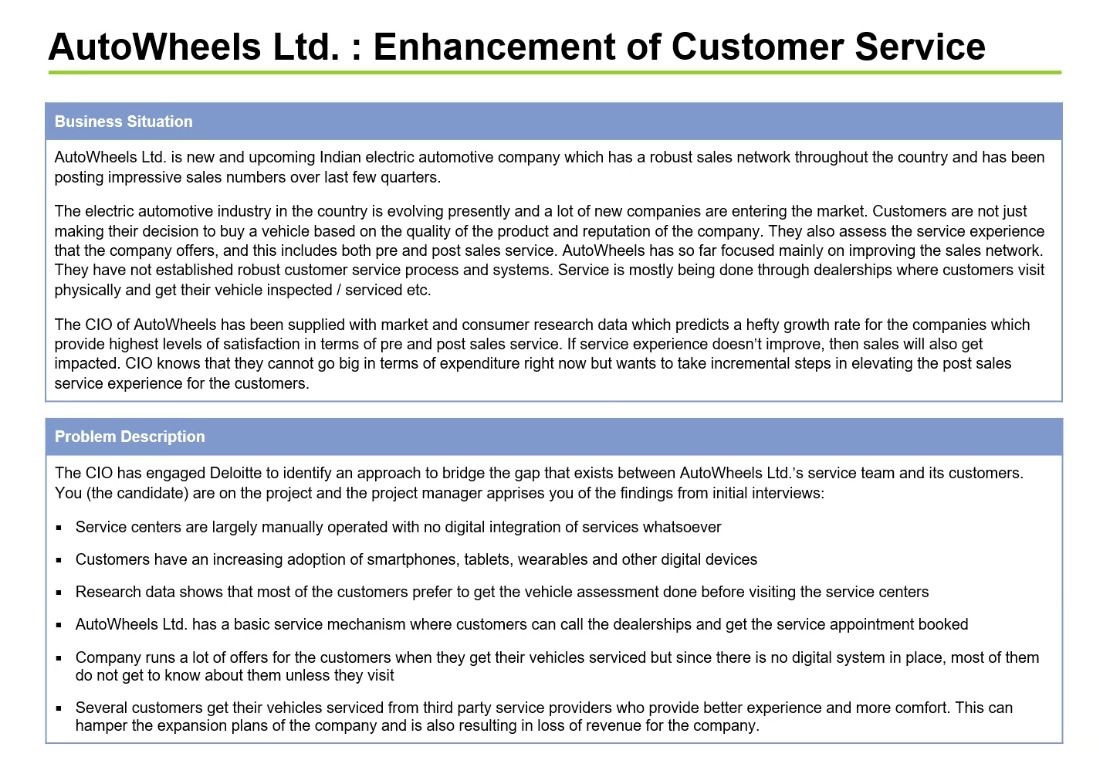 AutoWheels Ltd. : Enhancement of Customer Service
Business Situation
AutoWheels Ltd. is new and upcoming Indian electric automotive company which has a robust sales network throughout the country and has been
posting impressive sales numbers over last few quarters.
The electric automotive industry in the country is evolving presently and a lot of new companies are entering the market. Customers are not just
making their decision to buy a vehicle based on the quality of the product and reputation of the company. They also assess the service experience
that the company offers, and this includes both pre and post sales service. AutoWheels has so far focused mainly on improving the sales network.
They have not established robust customer service process and systems. Service is mostly being done through dealerships where customers visit
physically and get their vehicle inspected / serviced etc.
The CIO of AutoWheels has been supplied with market and consumer research data which predicts a hefty growth rate for the companies which
provide highest levels of satisfaction in terms of pre and post sales service. If service experience doesn't improve, then sales will also get
impacted. CIO knows that they cannot go big in terms of expenditure right now but wants to take incremental steps in elevating the post sales
service experience for the customers.
Problem Description
The CIO has engaged Deloitte to identify an approach to bridge the gap that exists between AutoWheels Ltd.'s service team and its customers.
You (the candidate) are on the project and the project manager apprises you of the findings from initial interviews:
▪ Service centers are largely manually operated with no digital integration of services whatsoever
▪ Customers have an increasing adoption of smartphones, tablets, wearables and other digital devices
▪ Research data shows that most of the customers prefer to get the vehicle assessment done before visiting the service centers
▪ AutoWheels Ltd. has a basic service mechanism where customers can call the dealerships and get the service appointment booked
▪ Company runs a lot of offers for the customers when they get their vehicles serviced but since there is no digital system in place, most of them
do not get to know about them unless they visit
▪ Several customers get their vehicles serviced from third party service providers who provide better experience and more comfort. This can
hamper the expansion plans of the company and is also resulting in loss of revenue for the company.